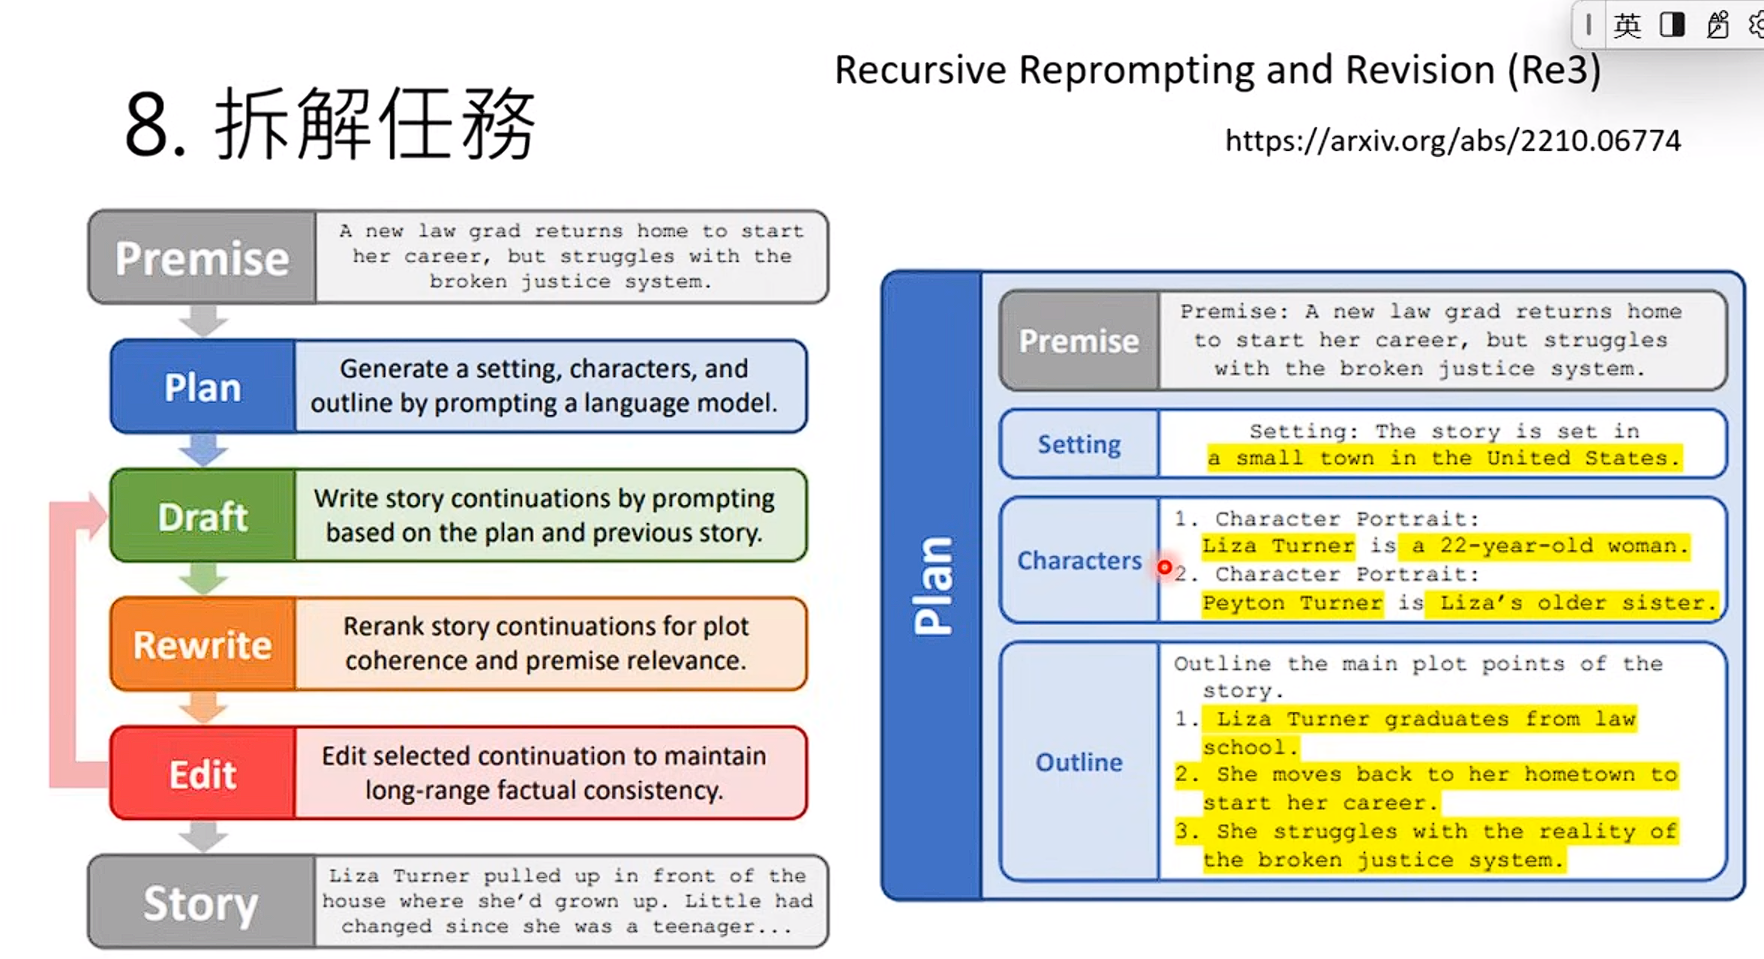 英
Recursive Reprompting and Revision (Re3)
8. 拆解任務
https://arxiv.org/abs/2210.06774
Premise
A new law grad returns home to start
her career, but struggles with the
broken justice system.
Plan
Generate a setting, characters, and
outline by prompting a language model.
Draft
Write story continuations by prompting
based on the plan and previous story.
Rewrite
Rerank story continuations for plot
coherence and premise relevance.
Edit
Edit selected continuation to maintain
long-range factual consistency.
Story
Liza Turner pulled up in front of the
house where she'd grown up. Little had
changed since she was a teenager...
Plan
Premise
Premise: A new law grad returns home
to start her career, but struggles
with the broken justice system.
Setting
Setting: The story is set in
a small town in the United States.
Characters
1. Character Portrait:
Liza Turner is a 22-year-old woman.
2. Character Portrait:
Peyton Turner is Liza's older sister.
Outline
Outline the main plot points of the
story.
1. Liza Turner graduates from law
school.
2. She moves back to her hometown to
start her career.
3. She struggles with the reality of
the broken justice system.